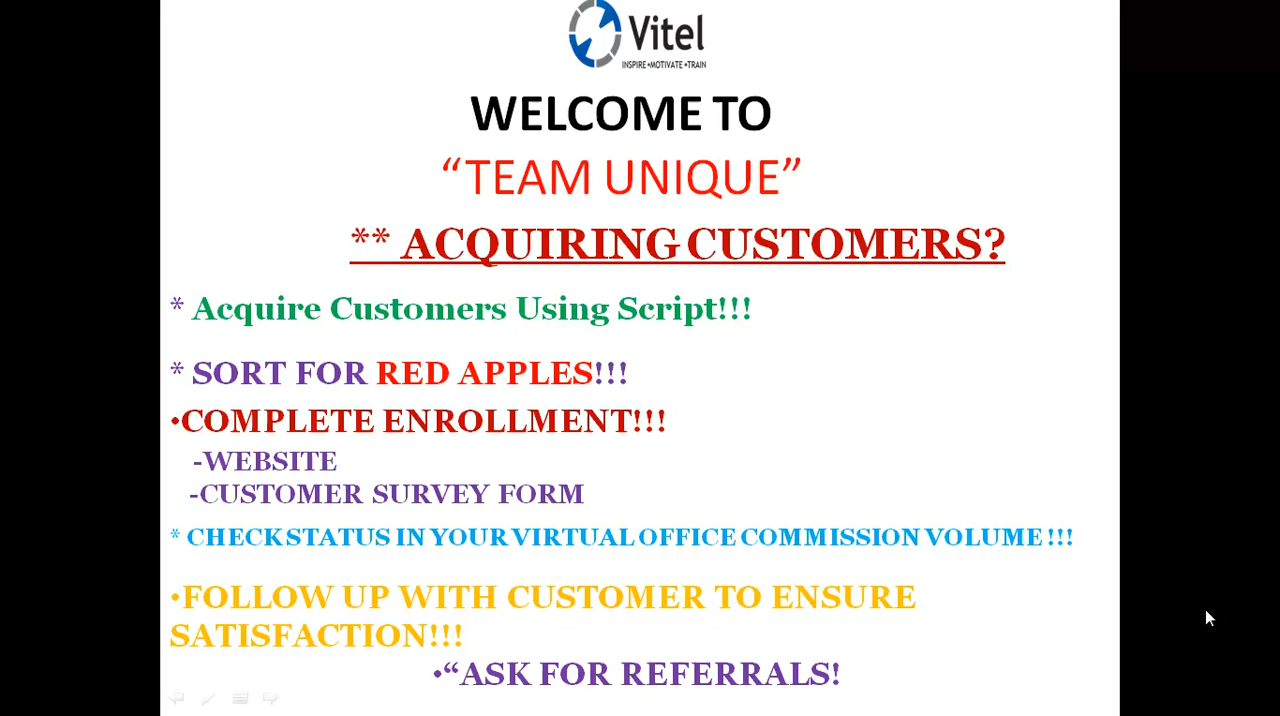 Vitel
INSPIRE •MOTIVATE •TRAIN
WELCOME TO
“TEAM UNIQUE”
** ACQUIRING CUSTOMERS?
* Acquire Customers Using Script!!!
* SORT FOR RED APPLES!!!
•COMPLETE ENROLLMENT!!!
-WEBSITE
-CUSTOMER SURVEY FORM
* CHECK STATUS IN YOUR VIRTUAL OFFICE COMMISSION VOLUME !!!
•FOLLOW UP WITH CUSTOMER TO ENSURE
SATISFACTION!!!
•“ASK FOR REFERRALS!